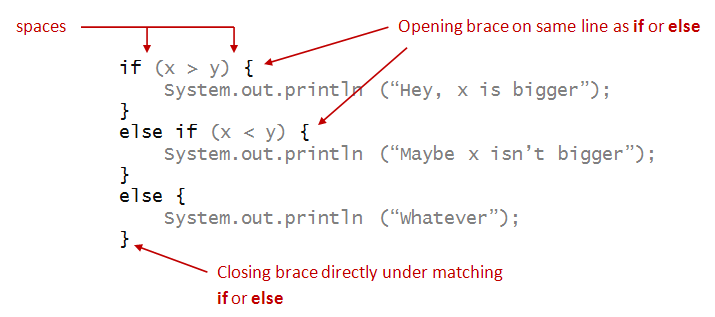 spaces
Opening brace on same line as if or else
if (x > y) {
    System.out.println (“Hey, x is bigger”);
}
else if (x < y) {
    System.out.println (“Maybe x isn’t bigger”);
}
else {
    System.out.println (“Whatever”);
}
Closing brace directly under matching
if or else